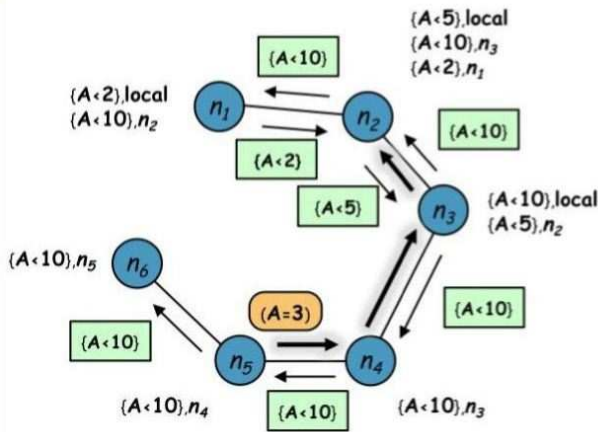 {A<5},local
{A<10},n₃
{A<2},n₁
{A<10}
{A<2},local
{A<10},n₂
n₁
n₂
{A<10}
{A<2}
{A<5}
n₃
{A<10},local
{A<5},n₂
{A<10},n₅
n₆
{A<10}
(A=3)
{A<10}
n₅
n₄
{A<10},n₄
{A<10}
{A<10},n₃